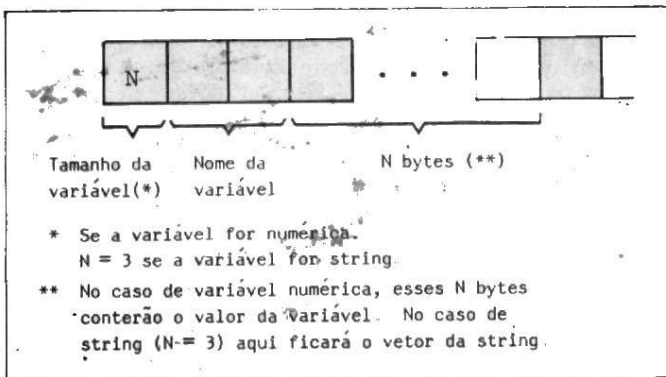 N
. . .
Tamanho da Nome da N bytes (**)
variável(*) variável
* Se a variável for numérica.
N = 3 se a variável for string
** No caso de variável numérica, esses N bytes
conterão o valor da variável. No caso de
string (N = 3) aqui ficará o vetor da string.